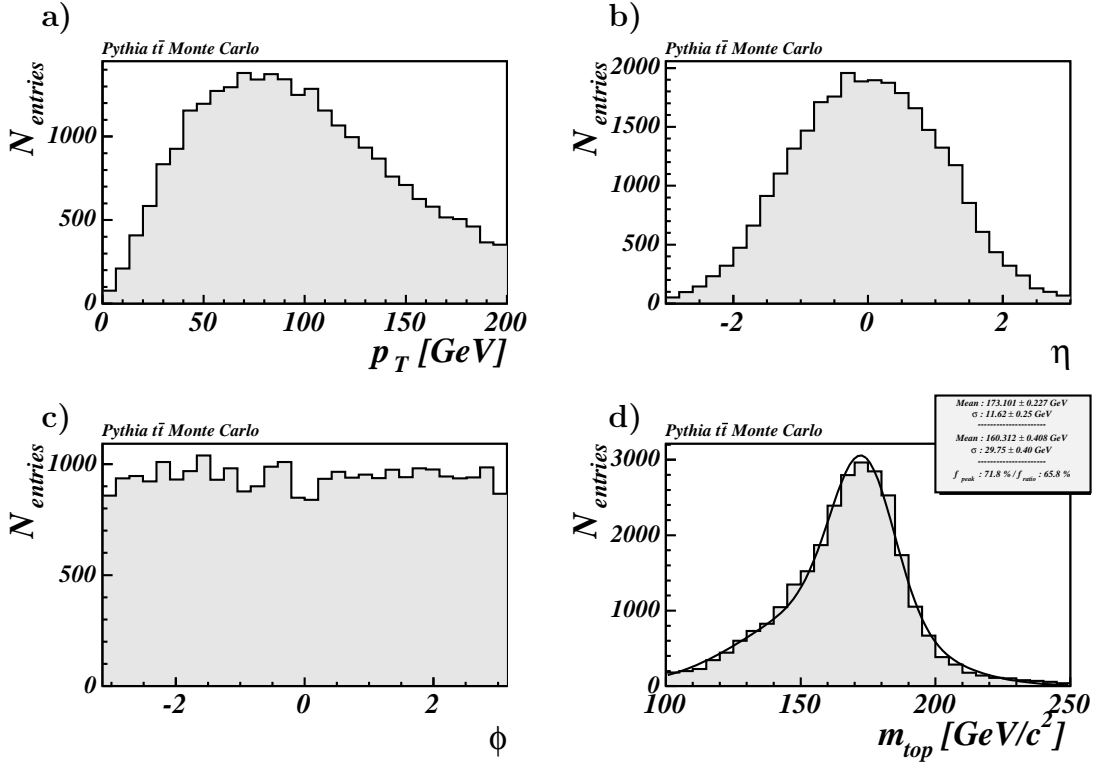 a)
Pythia tt̄ Monte Carlo
N entries
1000
500
0
0 50 100 150 200
p_T [GeV]
b)
Pythia tt̄ Monte Carlo
N entries
2000
1500
1000
500
0
-2 0 2
η
c)
Pythia tt̄ Monte Carlo
N entries
1000
500
0
-2 0 2
ϕ
d)
Pythia tt̄ Monte Carlo
Mean : 173.101 ± 0.227 GeV
σ : 11.62 ± 0.25 GeV
----------------------
Mean : 160.312 ± 0.408 GeV
σ : 29.75 ± 0.40 GeV
----------------------
f_peak : 71.8 % / f_ratio : 65.8 %
N entries
3000
2000
1000
0
100 150 200 250
m_top [GeV/c²]